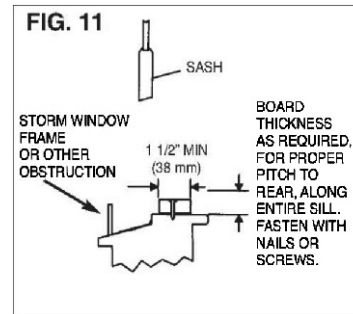 FIG. 11
SASH
STORM WINDOW
FRAME
OR OTHER
OBSTRUCTION
1 1/2" MIN
(38 mm)
BOARD
THICKNESS
AS REQUIRED,
FOR PROPER
PITCH TO
REAR, ALONG
ENTIRE SILL.
FASTEN WITH
NAILS OR
SCREWS.